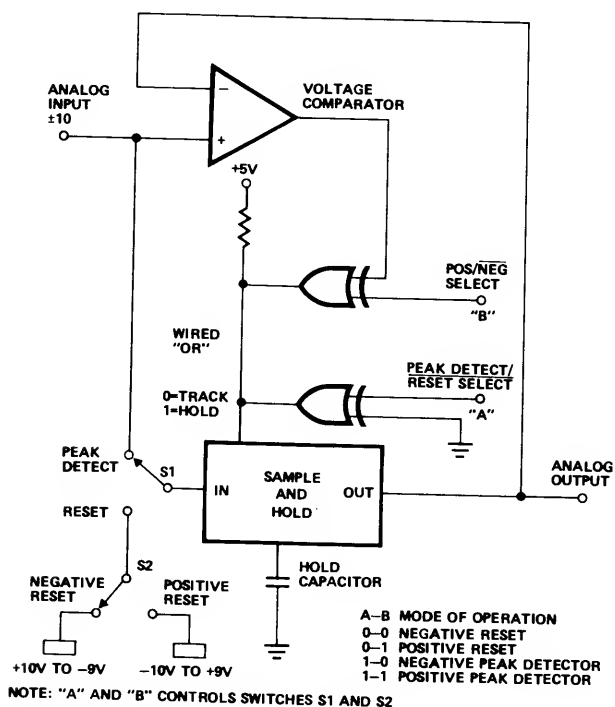 ANALOG
INPUT
±10
VOLTAGE
COMPARATOR
−
+
+5V
POS/NEG
SELECT
"B"
WIRED
"OR"
PEAK DETECT/
RESET SELECT
"A"
0=TRACK
1=HOLD
PEAK
DETECT
S1
IN
SAMPLE
AND
HOLD
OUT
ANALOG
OUTPUT
RESET
S2
NEGATIVE
RESET
POSITIVE
RESET
HOLD
CAPACITOR
+10V TO −9V
−10V TO +9V
A–B MODE OF OPERATION
0–0 NEGATIVE RESET
0–1 POSITIVE RESET
1–0 NEGATIVE PEAK DETECTOR
1–1 POSITIVE PEAK DETECTOR
NOTE: "A" AND "B" CONTROLS SWITCHES S1 AND S2